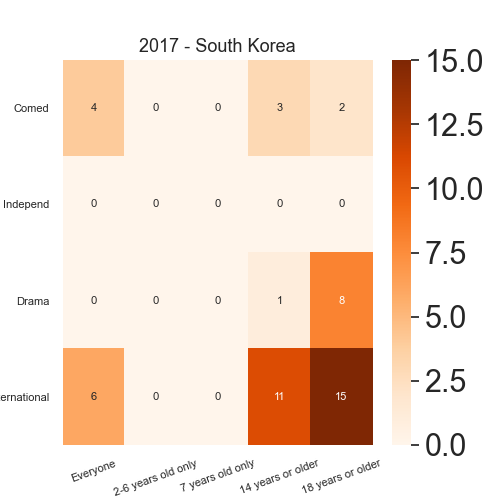 2017 - South Korea
15.0
Comed 4 0 0 3 2
12.5
10.0
Independ 0 0 0 0 0
7.5
Drama 0 0 0 1 8
5.0
ernational 6 0 0 11 15
2.5
0.0
Everyone 2-6 years old only 7 years old only 14 years or older 18 years or older